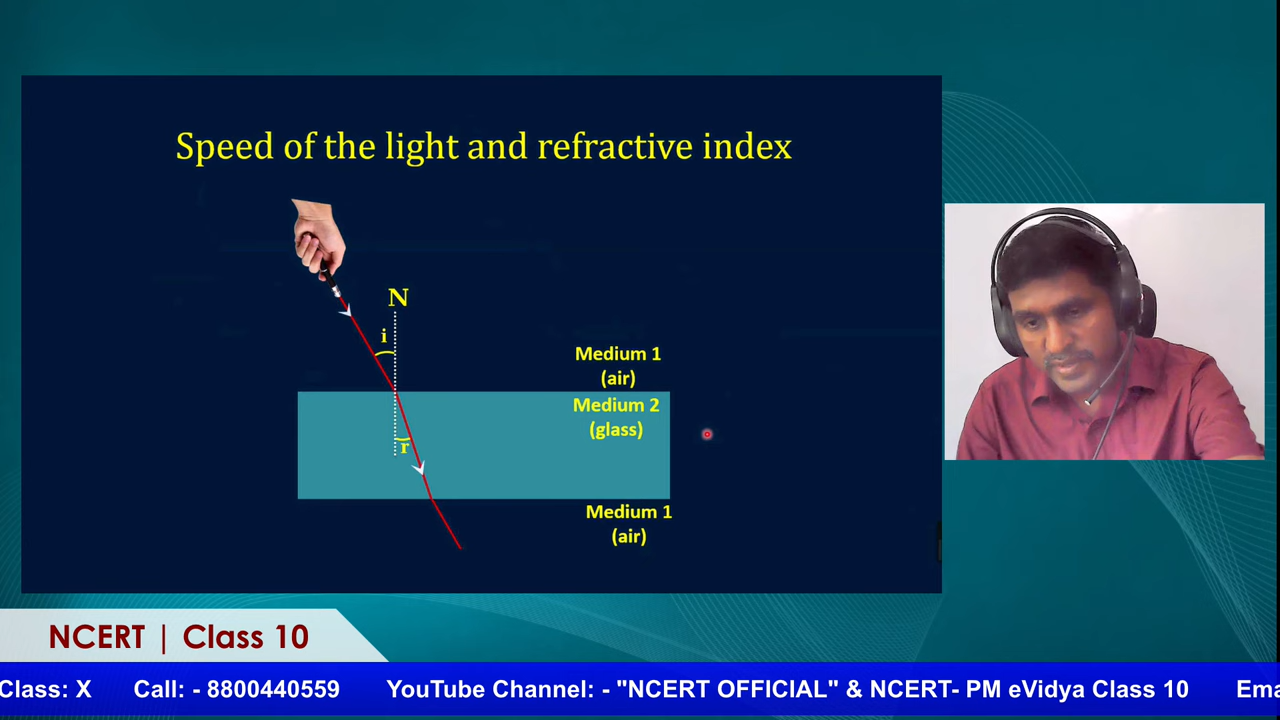 Speed of the light and refractive index
N
i
Medium 1
(air)
Medium 2
(glass)
r
Medium 1
(air)
NCERT | Class 10
Class: X Call: - 8800440559 YouTube Channel: - "NCERT OFFICIAL" & NCERT- PM eVidya Class 10 Ema